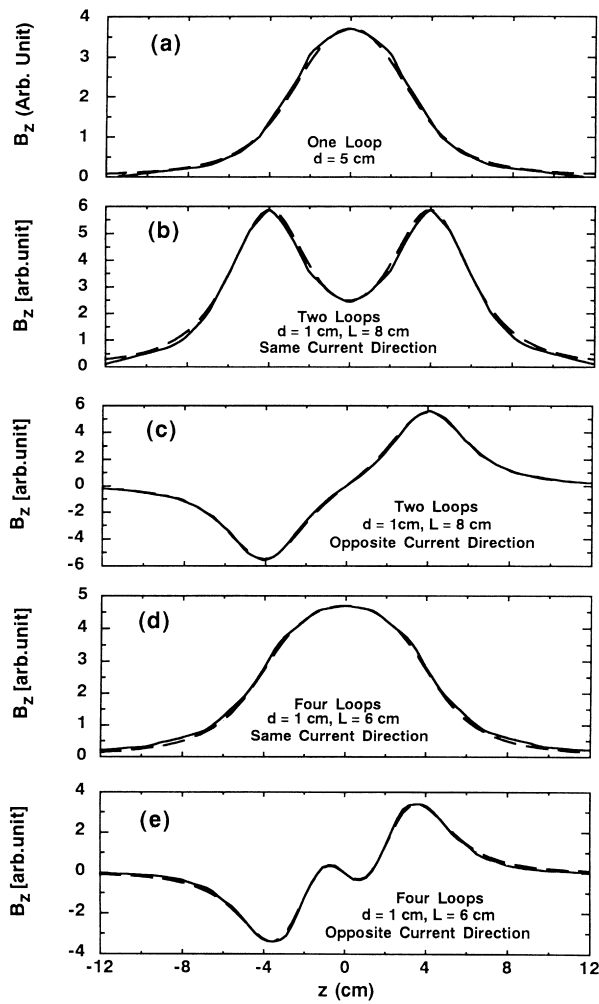 4
3
2
1
0
B_z (Arb. Unit)
(a)
One Loop
d = 5 cm
6
5
4
3
2
1
0
B_z [arb.unit]
(b)
Two Loops
d = 1 cm, L = 8 cm
Same Current Direction
6
4
2
0
-2
-4
-6
B_z [arb.unit]
(c)
Two Loops
d = 1cm, L = 8 cm
Opposite Current Direction
5
4
3
2
1
0
B_z [arb.unit]
(d)
Four Loops
d = 1 cm, L = 6 cm
Same Current Direction
4
2
0
-2
-4
B_z [arb.unit]
(e)
Four Loops
d = 1 cm, L = 6 cm
Opposite Current Direction
-12 -8 -4 0 4 8 12
z (cm)